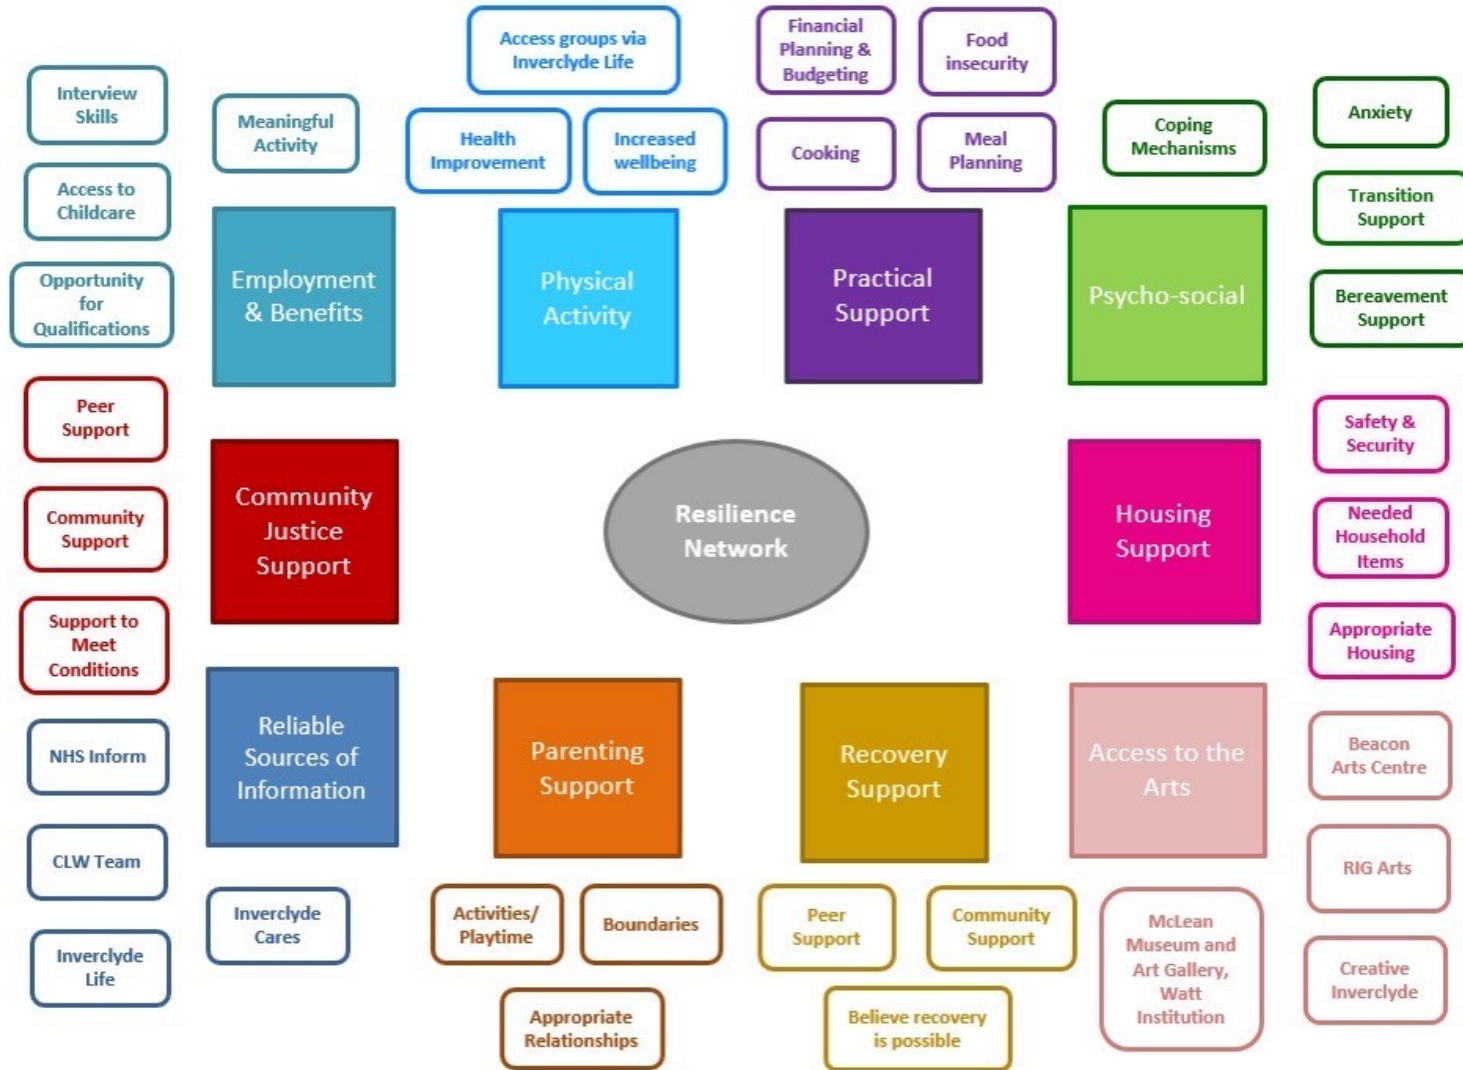 Access groups via
Inverclyde Life
Financial
Planning &
Budgeting
Food
insecurity
Interview
Skills
Meaningful
Activity
Health
Improvement
Increased
wellbeing
Cooking
Meal
Planning
Coping
Mechanisms
Anxiety
Access to
Childcare
Transition
Support
Opportunity
for
Qualifications
Employment
& Benefits
Physical
Activity
Practical
Support
Psycho-social
Bereavement
Support
Peer
Support
Community
Support
Support to
Meet
Conditions
Community
Justice
Support
Resilience
Network
Housing
Support
Safety &
Security
Needed
Household
Items
Appropriate
Housing
NHS Inform
CLW Team
Inverclyde
Life
Reliable
Sources of
Information
Parenting
Support
Recovery
Support
Access to the
Arts
Beacon
Arts Centre
RIG Arts
Creative
Inverclyde
Inverclyde
Cares
Activities/
Playtime
Boundaries
Appropriate
Relationships
Peer
Support
Community
Support
Believe recovery
is possible
McLean
Museum and
Art Gallery,
Watt
Institution